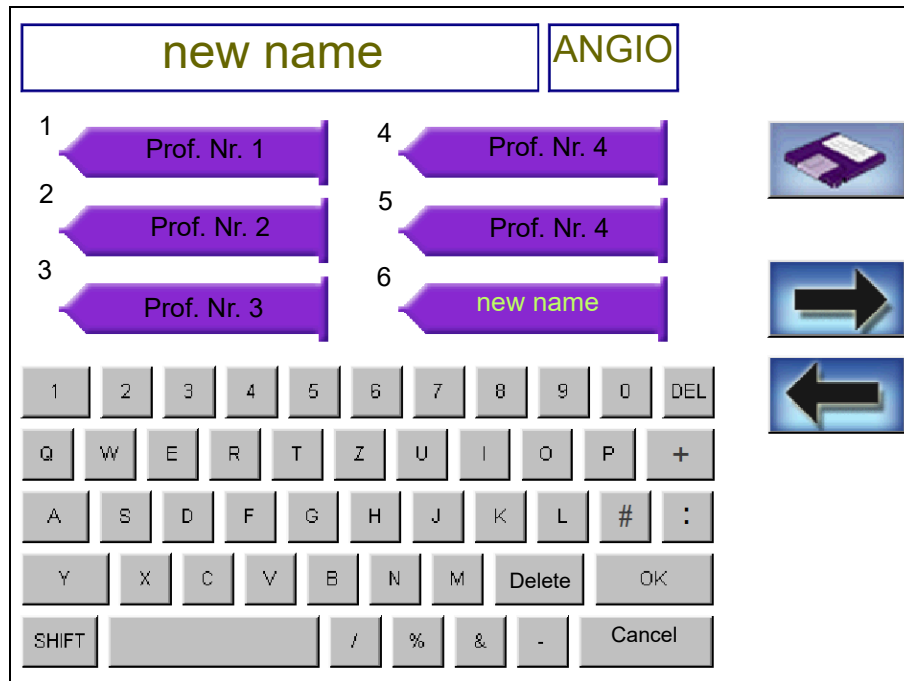 new name ANGIO
1 Prof. Nr. 1 4 Prof. Nr. 4
2 Prof. Nr. 2 5 Prof. Nr. 4
3 Prof. Nr. 3 6 new name
1 2 3 4 5 6 7 8 9 0 DEL
Q W E R T Z U I O P +
A S D F G H J K L # :
Y X C V B N M Delete OK
SHIFT / % & - Cancel